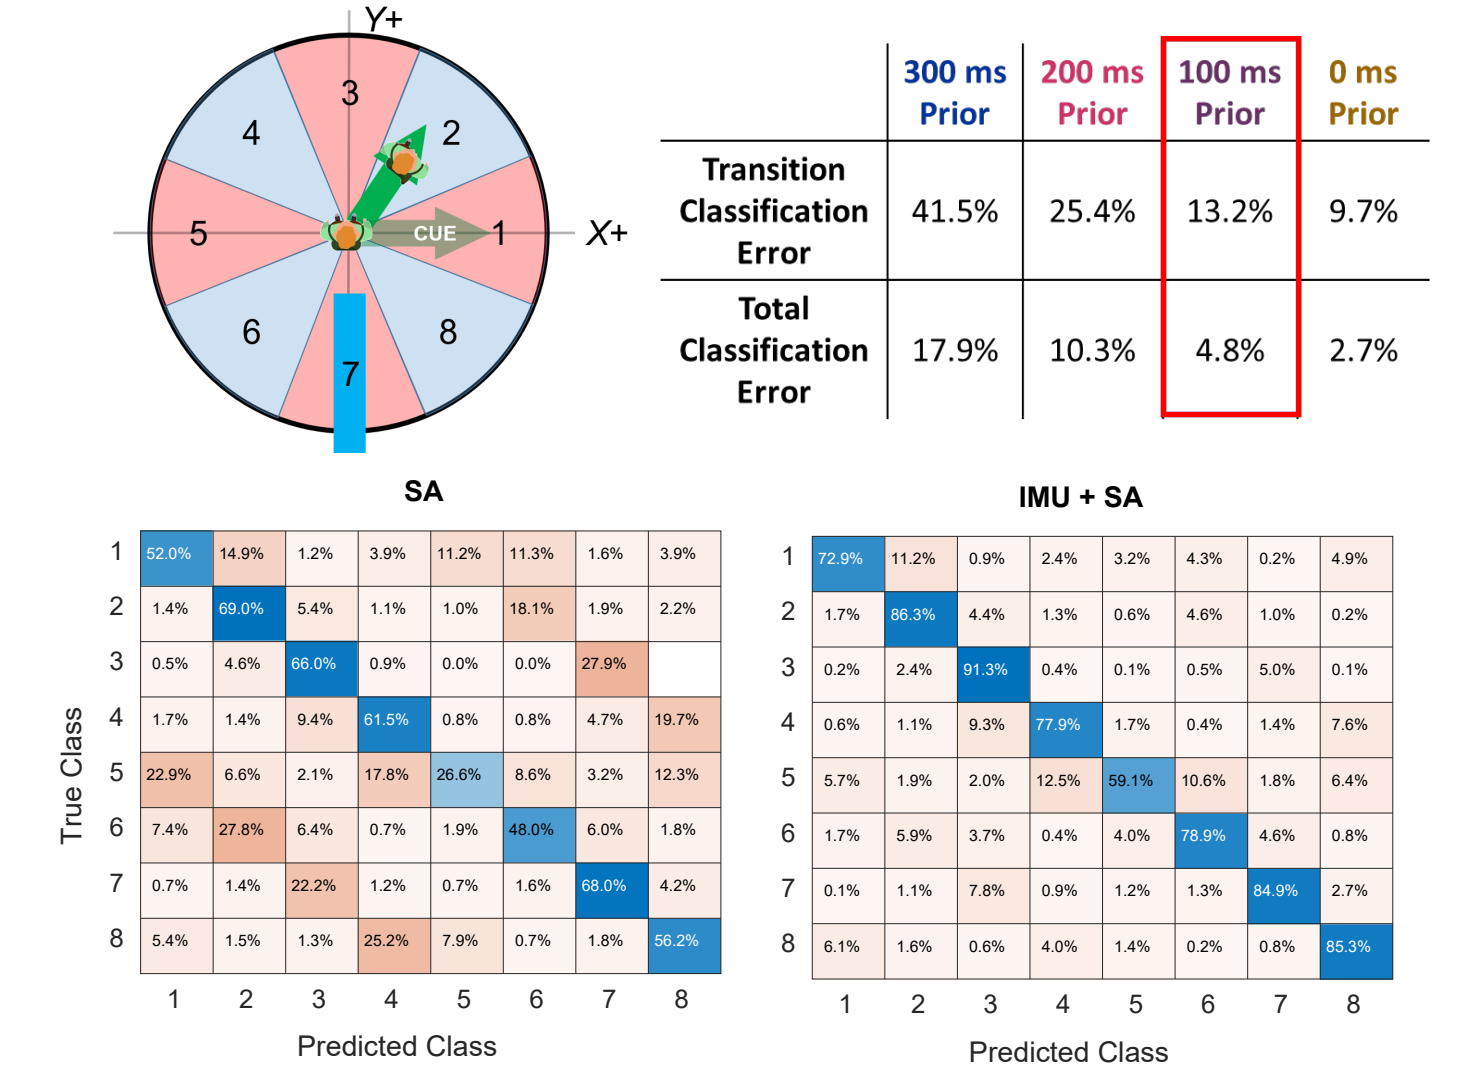 Y+
3
4
2
5
CUE
1
X+
6
8
7
300 ms 200 ms 100 ms 0 ms
Prior Prior Prior Prior
Transition
Classification 41.5% 25.4% 13.2% 9.7%
Error
Total
Classification 17.9% 10.3% 4.8% 2.7%
Error
SA
True Class
1 52.0% 14.9% 1.2% 3.9% 11.2% 11.3% 1.6% 3.9%
2 1.4% 69.0% 5.4% 1.1% 1.0% 18.1% 1.9% 2.2%
3 0.5% 4.6% 66.0% 0.9% 0.0% 0.0% 27.9%
4 1.7% 1.4% 9.4% 61.5% 0.8% 0.8% 4.7% 19.7%
5 22.9% 6.6% 2.1% 17.8% 26.6% 8.6% 3.2% 12.3%
6 7.4% 27.8% 6.4% 0.7% 1.9% 48.0% 6.0% 1.8%
7 0.7% 1.4% 22.2% 1.2% 0.7% 1.6% 68.0% 4.2%
8 5.4% 1.5% 1.3% 25.2% 7.9% 0.7% 1.8% 56.2%
1 2 3 4 5 6 7 8
Predicted Class
IMU + SA
1 72.9% 11.2% 0.9% 2.4% 3.2% 4.3% 0.2% 4.9%
2 1.7% 86.3% 4.4% 1.3% 0.6% 4.6% 1.0% 0.2%
3 0.2% 2.4% 91.3% 0.4% 0.1% 0.5% 5.0% 0.1%
4 0.6% 1.1% 9.3% 77.9% 1.7% 0.4% 1.4% 7.6%
5 5.7% 1.9% 2.0% 12.5% 59.1% 10.6% 1.8% 6.4%
6 1.7% 5.9% 3.7% 0.4% 4.0% 78.9% 4.6% 0.8%
7 0.1% 1.1% 7.8% 0.9% 1.2% 1.3% 84.9% 2.7%
8 6.1% 1.6% 0.6% 4.0% 1.4% 0.2% 0.8% 85.3%
1 2 3 4 5 6 7 8
Predicted Class